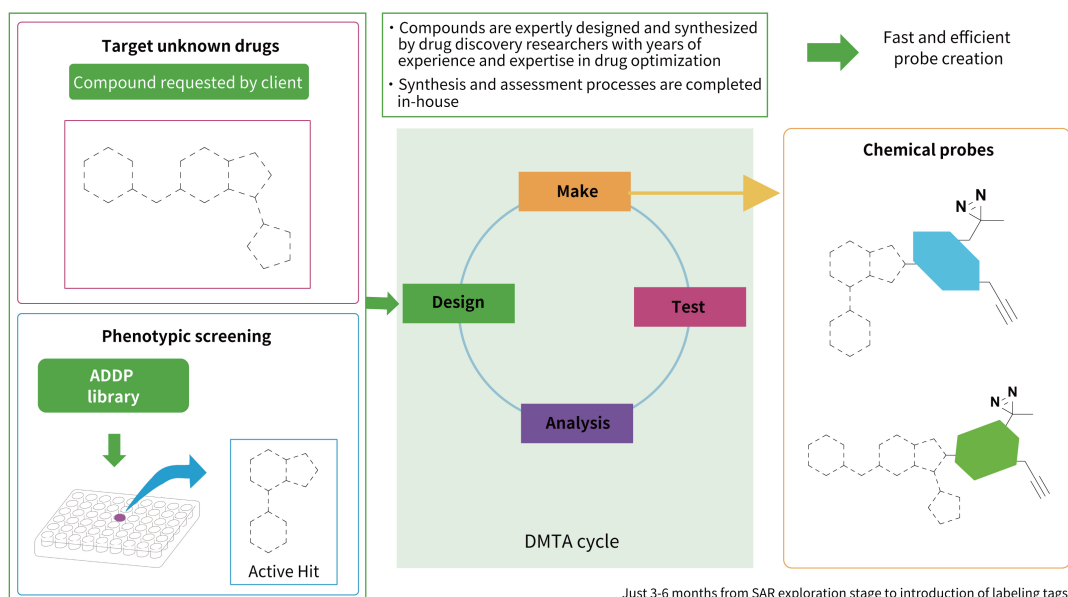 Target unknown drugs
Compound requested by client
Phenotypic screening
ADDP
library
Active Hit
・Compounds are expertly designed and synthesized
by drug discovery researchers with years of
experience and expertise in drug optimization
・Synthesis and assessment processes are completed
in-house
Make
Design
Test
Analysis
DMTA cycle
Fast and efficient
probe creation
Chemical probes
N
N
N
N
Just 3-6 months from SAR exploration stage to introduction of labeling tags